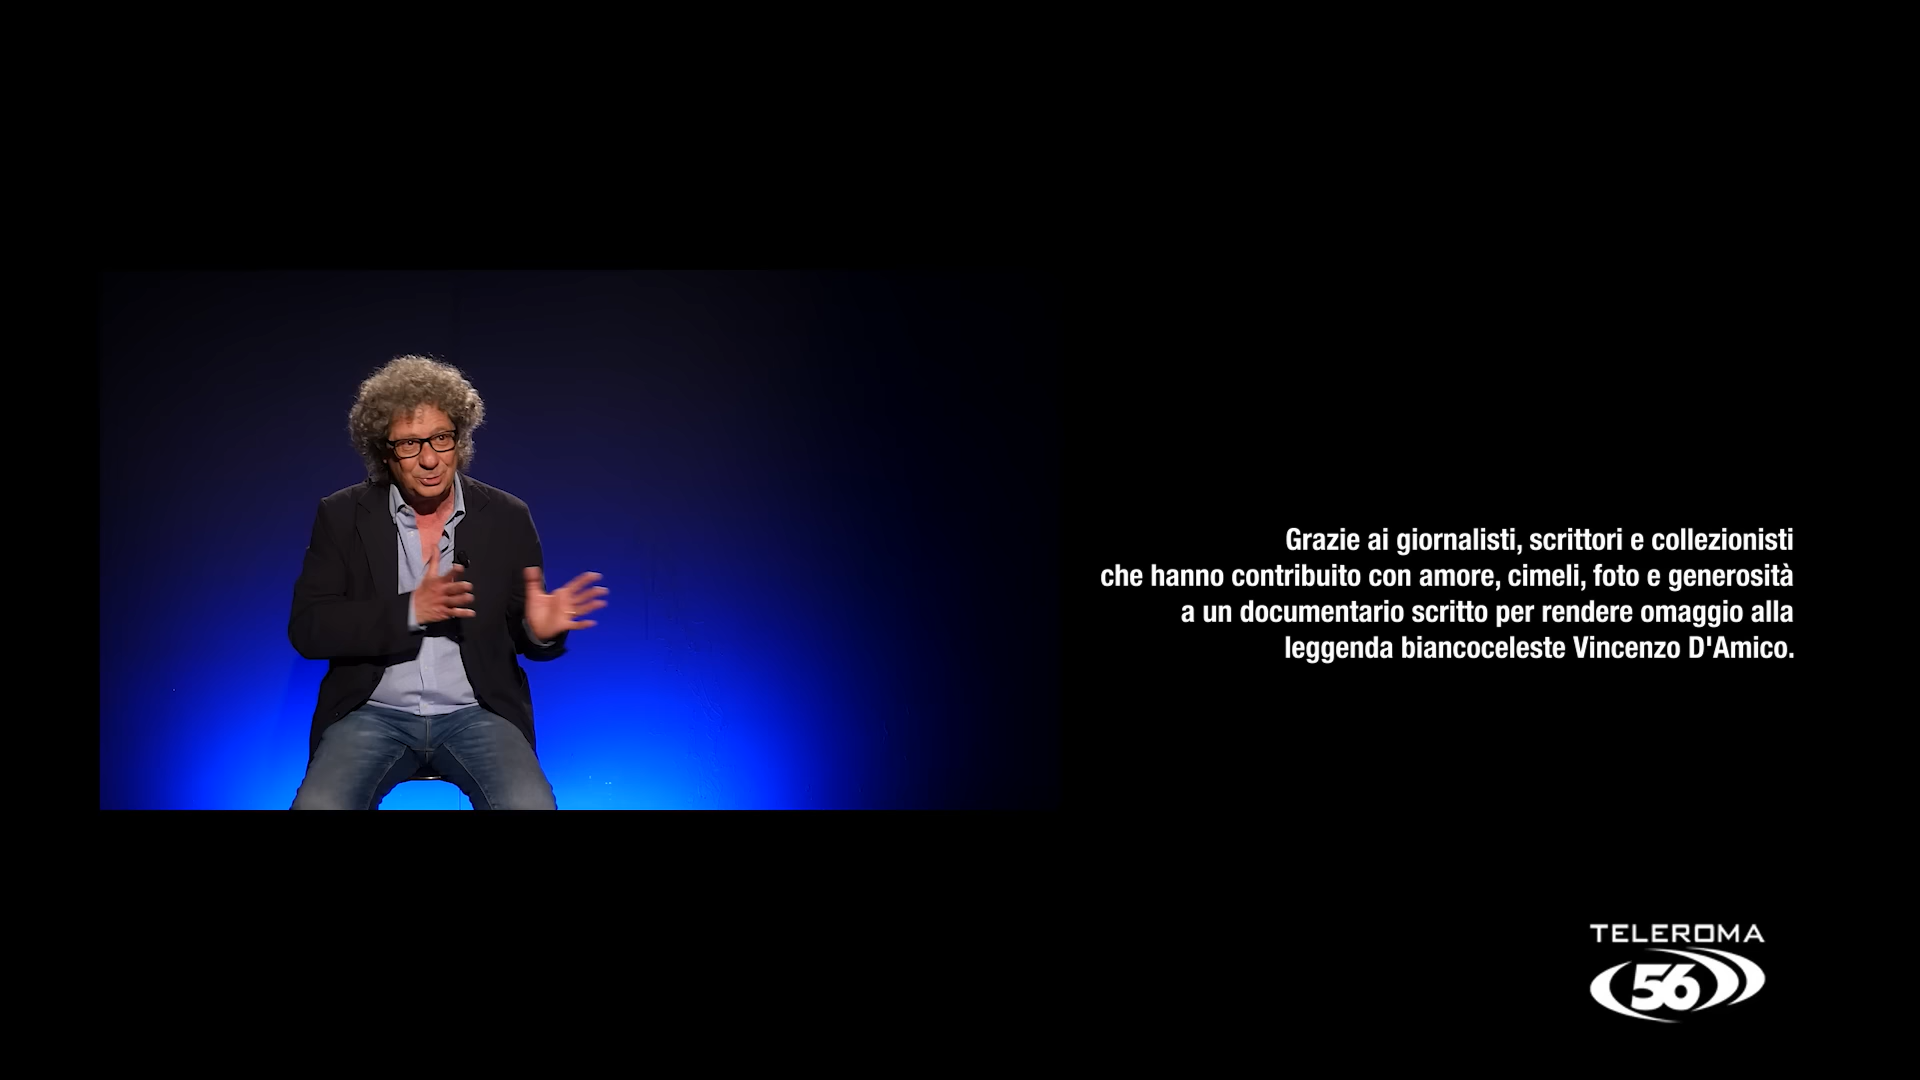 Grazie ai giornalisti, scrittori e collezionisti
che hanno contribuito con amore, cimeli, foto e generosità
a un documentario scritto per rendere omaggio alla
leggenda biancoceleste Vincenzo D'Amico.
TELEROMA
56